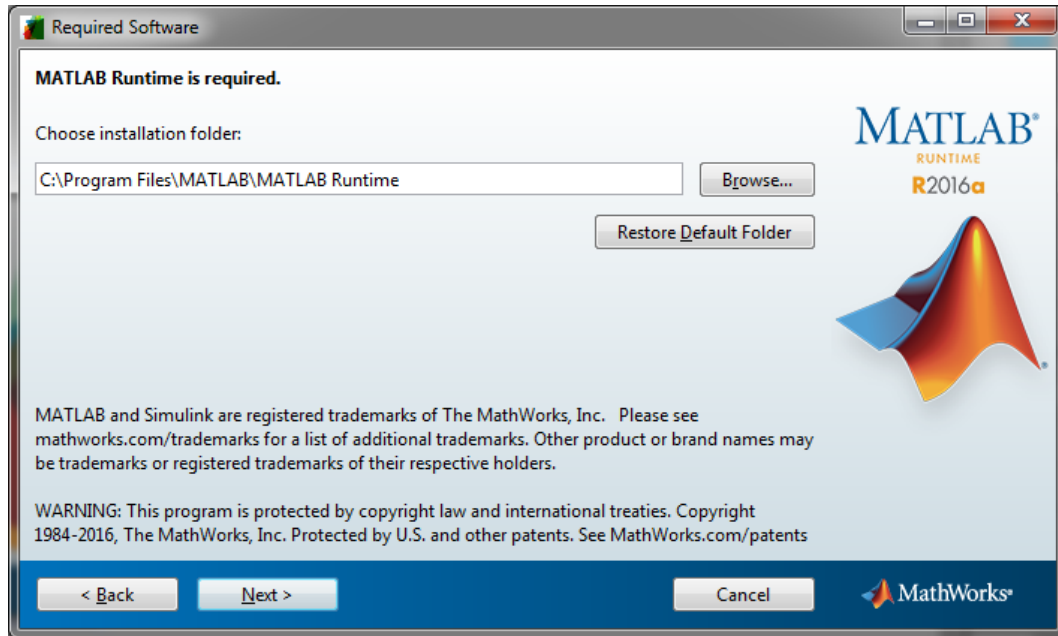 Required Software
MATLAB Runtime is required.
Choose installation folder:
C:\Program Files\MATLAB\MATLAB Runtime
Browse...
Restore Default Folder
MATLAB®
RUNTIME
R2016a
MATLAB and Simulink are registered trademarks of The MathWorks, Inc.   Please see
mathworks.com/trademarks for a list of additional trademarks. Other product or brand names may
be trademarks or registered trademarks of their respective holders.
WARNING: This program is protected by copyright law and international treaties. Copyright
1984-2016, The MathWorks, Inc. Protected by U.S. and other patents. See MathWorks.com/patents
< Back
Next >
Cancel
MathWorks®